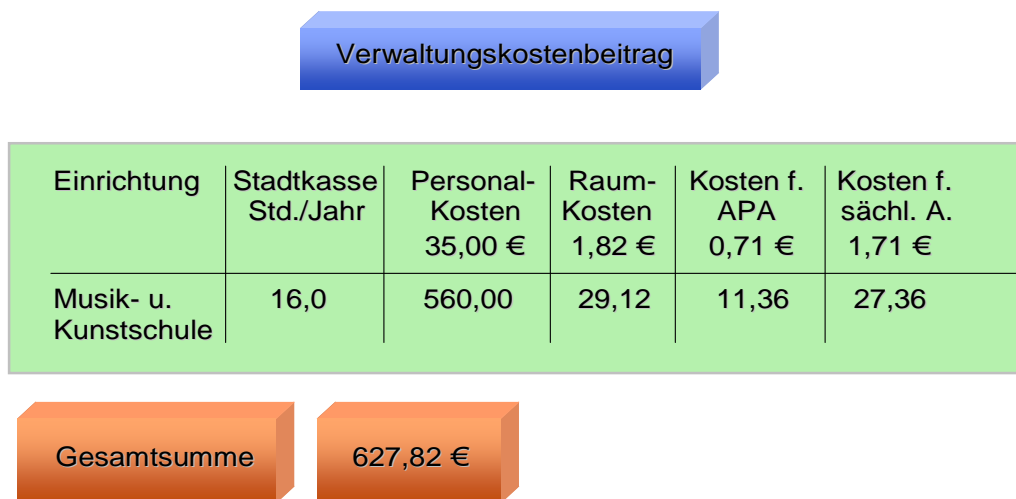 Verwaltungskostenbeitrag
Einrichtung Stadtkasse Personal- Raum- Kosten f. Kosten f.
Std./Jahr Kosten Kosten APA sächl. A.
35,00 € 1,82 € 0,71 € 1,71 €
Musik- u. 16,0 560,00 29,12 11,36 27,36
Kunstschule
Gesamtsumme 627,82 €